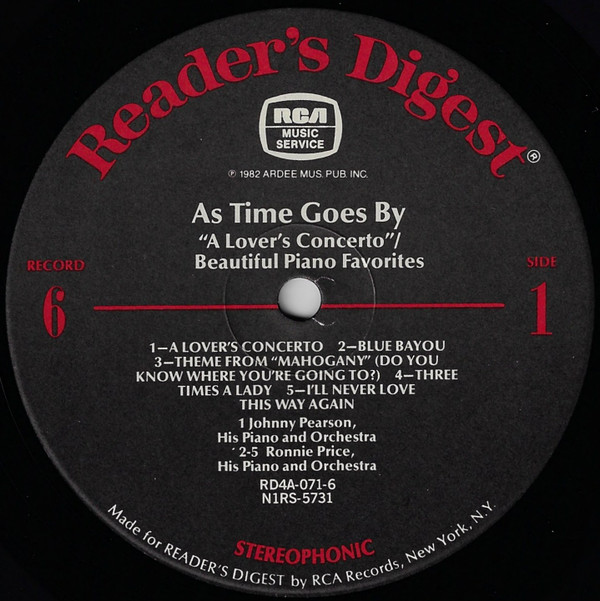 Reader's Digest®
RCA
MUSIC
SERVICE
℗ 1982 ARDEE MUS. PUB. INC.
As Time Goes By
“A Lover's Concerto”/
Beautiful Piano Favorites
RECORD
6
SIDE
1
1—A LOVER'S CONCERTO 2—BLUE BAYOU
3—THEME FROM “MAHOGANY” (DO YOU
KNOW WHERE YOU'RE GOING TO?) 4—THREE
TIMES A LADY 5—I'LL NEVER LOVE
THIS WAY AGAIN
1 Johnny Pearson,
His Piano and Orchestra
2-5 Ronnie Price,
His Piano and Orchestra
RD4A-071-6
N1RS-5731
STEREOPHONIC
Made for READER'S DIGEST by RCA Records, New York, N.Y.